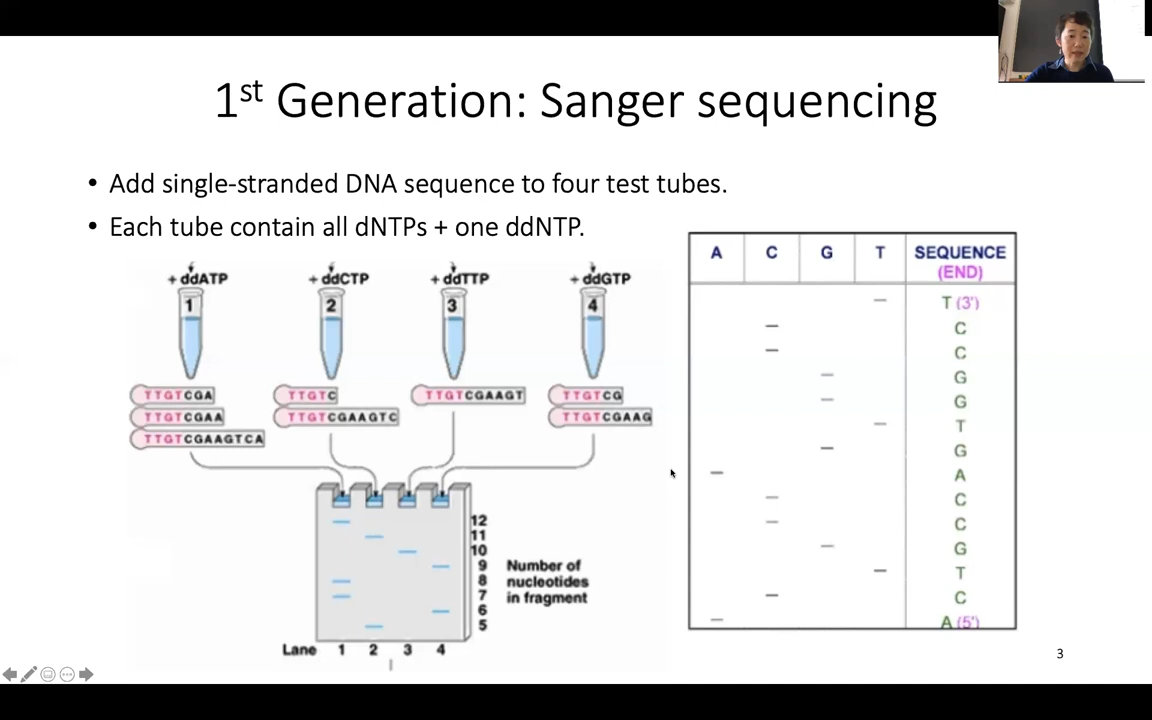 1st Generation: Sanger sequencing
• Add single-stranded DNA sequence to four test tubes.
• Each tube contain all dNTPs + one ddNTP.
+ ddATP + ddCTP + ddTTP + ddGTP
1 2 3 4
TTGTCGA TTGTC TTGTCGAAGT TTGTCG
TTGTCGAA TTGTCGAAGTC TTGTCGAAG
TTGTCGAAGTCA
12
11
10
9
8
7
6
5
Number of
nucleotides
in fragment
Lane 1 2 3 4
A C G T SEQUENCE
(END)
T (3')
C
C
G
G
T
G
A
C
C
G
T
C
A (5')
3